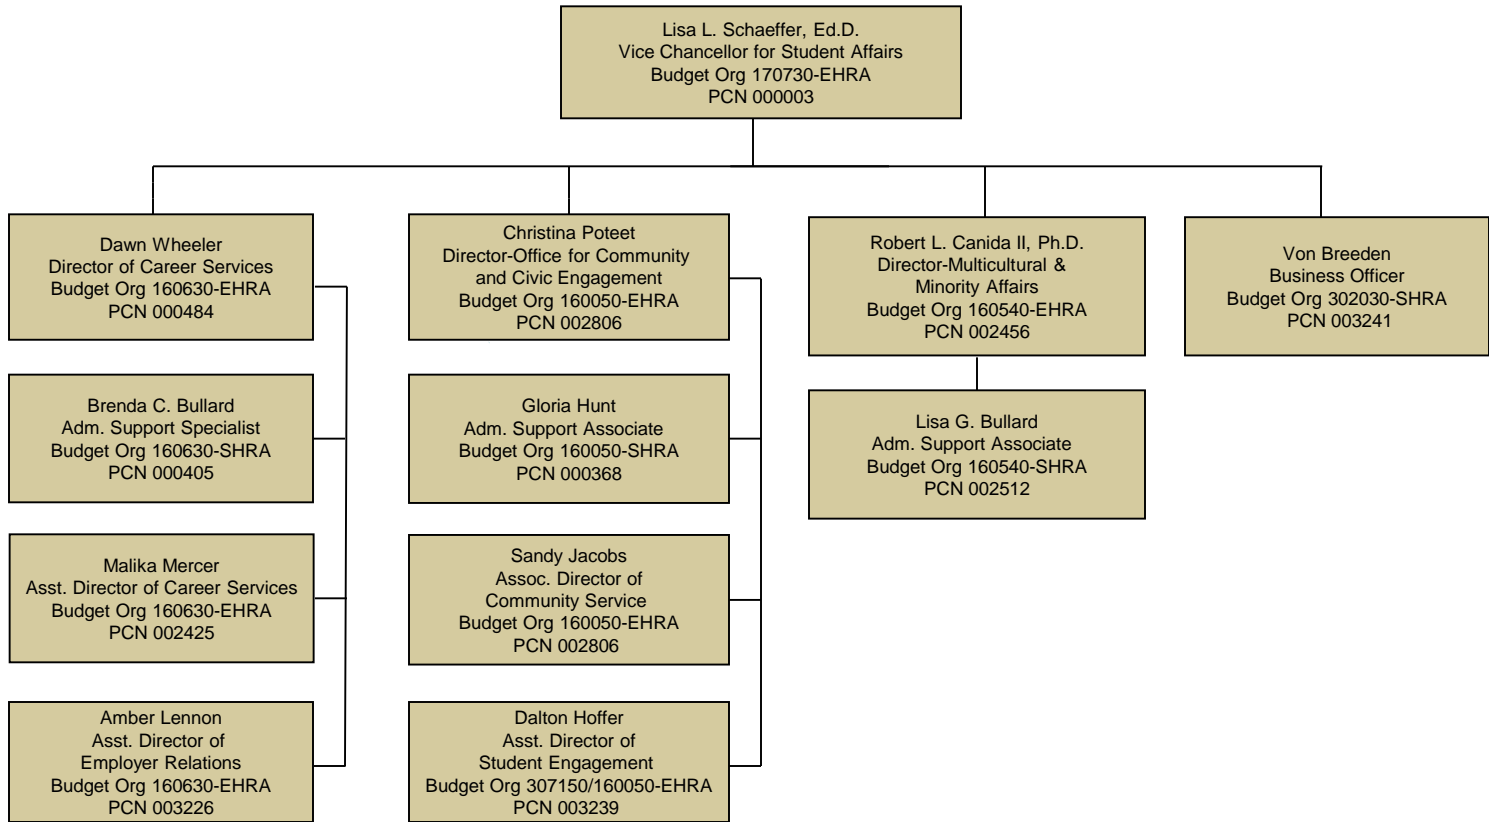 Lisa L. Schaeffer, Ed.D.
Vice Chancellor for Student Affairs
Budget Org 170730-EHRA
PCN 000003
Dawn Wheeler
Director of Career Services
Budget Org 160630-EHRA
PCN 000484
Brenda C. Bullard
Adm. Support Specialist
Budget Org 160630-SHRA
PCN 000405
Malika Mercer
Asst. Director of Career Services
Budget Org 160630-EHRA
PCN 002425
Amber Lennon
Asst. Director of
Employer Relations
Budget Org 160630-EHRA
PCN 003226
Christina Poteet
Director-Office for Community
and Civic Engagement
Budget Org 160050-EHRA
PCN 002806
Gloria Hunt
Adm. Support Associate
Budget Org 160050-SHRA
PCN 000368
Sandy Jacobs
Assoc. Director of
Community Service
Budget Org 160050-EHRA
PCN 002806
Dalton Hoffer
Asst. Director of
Student Engagement
Budget Org 307150/160050-EHRA
PCN 003239
Robert L. Canida II, Ph.D.
Director-Multicultural &
Minority Affairs
Budget Org 160540-EHRA
PCN 002456
Lisa G. Bullard
Adm. Support Associate
Budget Org 160540-SHRA
PCN 002512
Von Breeden
Business Officer
Budget Org 302030-SHRA
PCN 003241